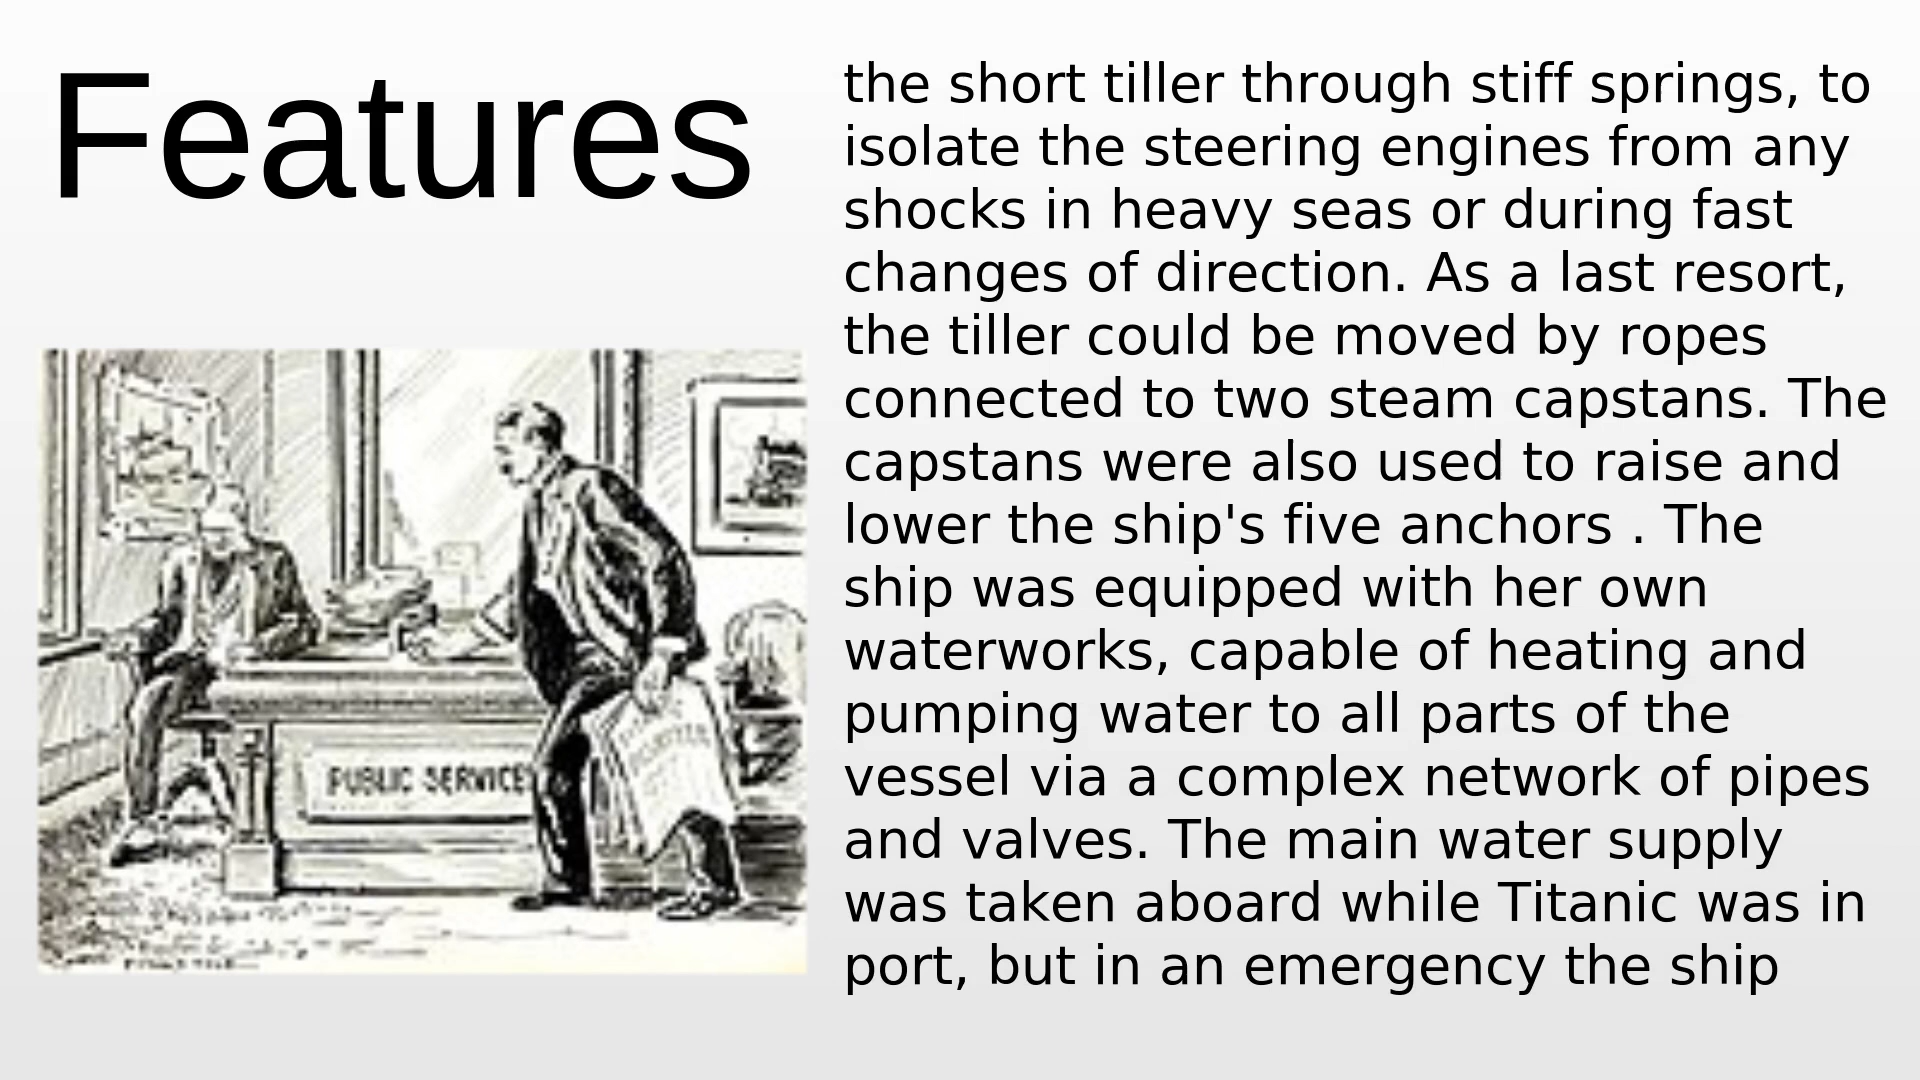 Features
the short tiller through stiff springs, to
isolate the steering engines from any
shocks in heavy seas or during fast
changes of direction. As a last resort,
the tiller could be moved by ropes
connected to two steam capstans. The
capstans were also used to raise and
lower the ship's five anchors . The
ship was equipped with her own
waterworks, capable of heating and
pumping water to all parts of the
vessel via a complex network of pipes
and valves. The main water supply
was taken aboard while Titanic was in
port, but in an emergency the ship
PUBLIC SERVICE